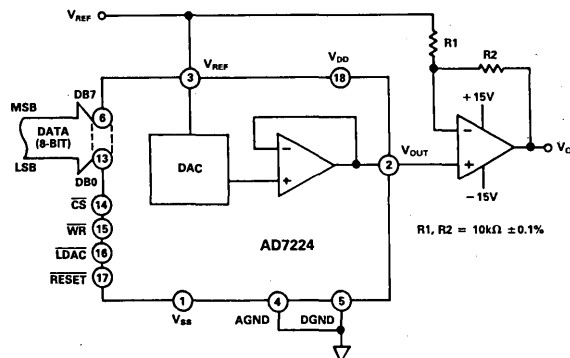 VREF
R1
R2
VREF
VDD
3
18
DB7
MSB
6
+15V
DATA
(8-BIT)
DAC
VOUT
2
LSB
13
DB0
CS
14
-15V
WR
15
R1, R2 = 10kΩ ±0.1%
LDAC
16
AD7224
RESET
17
1
4
5
VSS
AGND
DGND